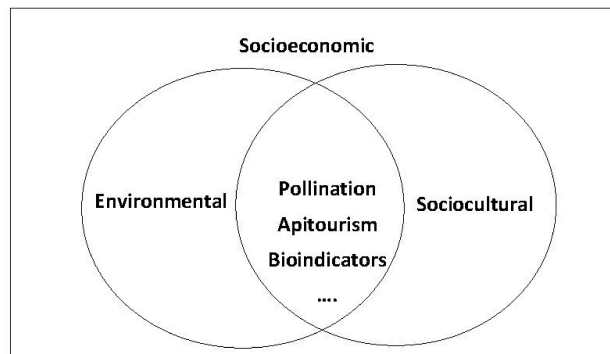 Socioeconomic
Environmental
Pollination
Apitourism
Bioindicators
....
Sociocultural